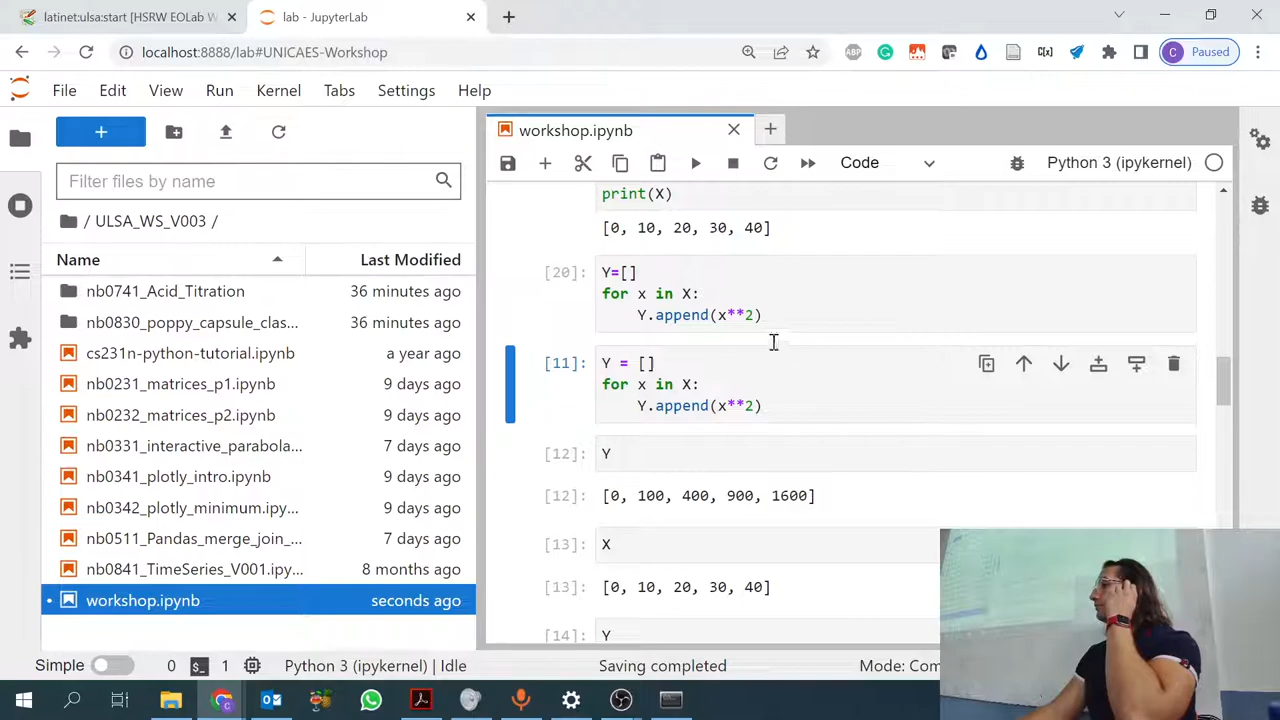 latinet:ulsa:start [HSRW EOLab W
lab - JupyterLab
localhost:8888/lab#UNICAES-Workshop
ABP
C Paused
File Edit View Run Kernel Tabs Settings Help
workshop.ipynb
Code
Python 3 (ipykernel)
Filter files by name
/ ULSA_WS_V003 /
Name
Last Modified
nb0741_Acid_Titration 36 minutes ago
nb0830_poppy_capsule_clas... 36 minutes ago
cs231n-python-tutorial.ipynb a year ago
nb0231_matrices_p1.ipynb 9 days ago
nb0232_matrices_p2.ipynb 9 days ago
nb0331_interactive_parabola... 7 days ago
nb0341_plotly_intro.ipynb 9 days ago
nb0342_plotly_minimum.ipy... 9 days ago
nb0511_Pandas_merge_join_... 7 days ago
nb0841_TimeSeries_V001.ipy... 8 months ago
workshop.ipynb seconds ago
print(X)
[0, 10, 20, 30, 40]
[20]: Y=[]
for x in X:
Y.append(x**2)
[11]: Y = []
for x in X:
Y.append(x**2)
[12]: Y
[12]: [0, 100, 400, 900, 1600]
[13]: X
[13]: [0, 10, 20, 30, 40]
[14]: Y
Simple 0 1 Python 3 (ipykernel) | Idle Saving completed Mode: Com